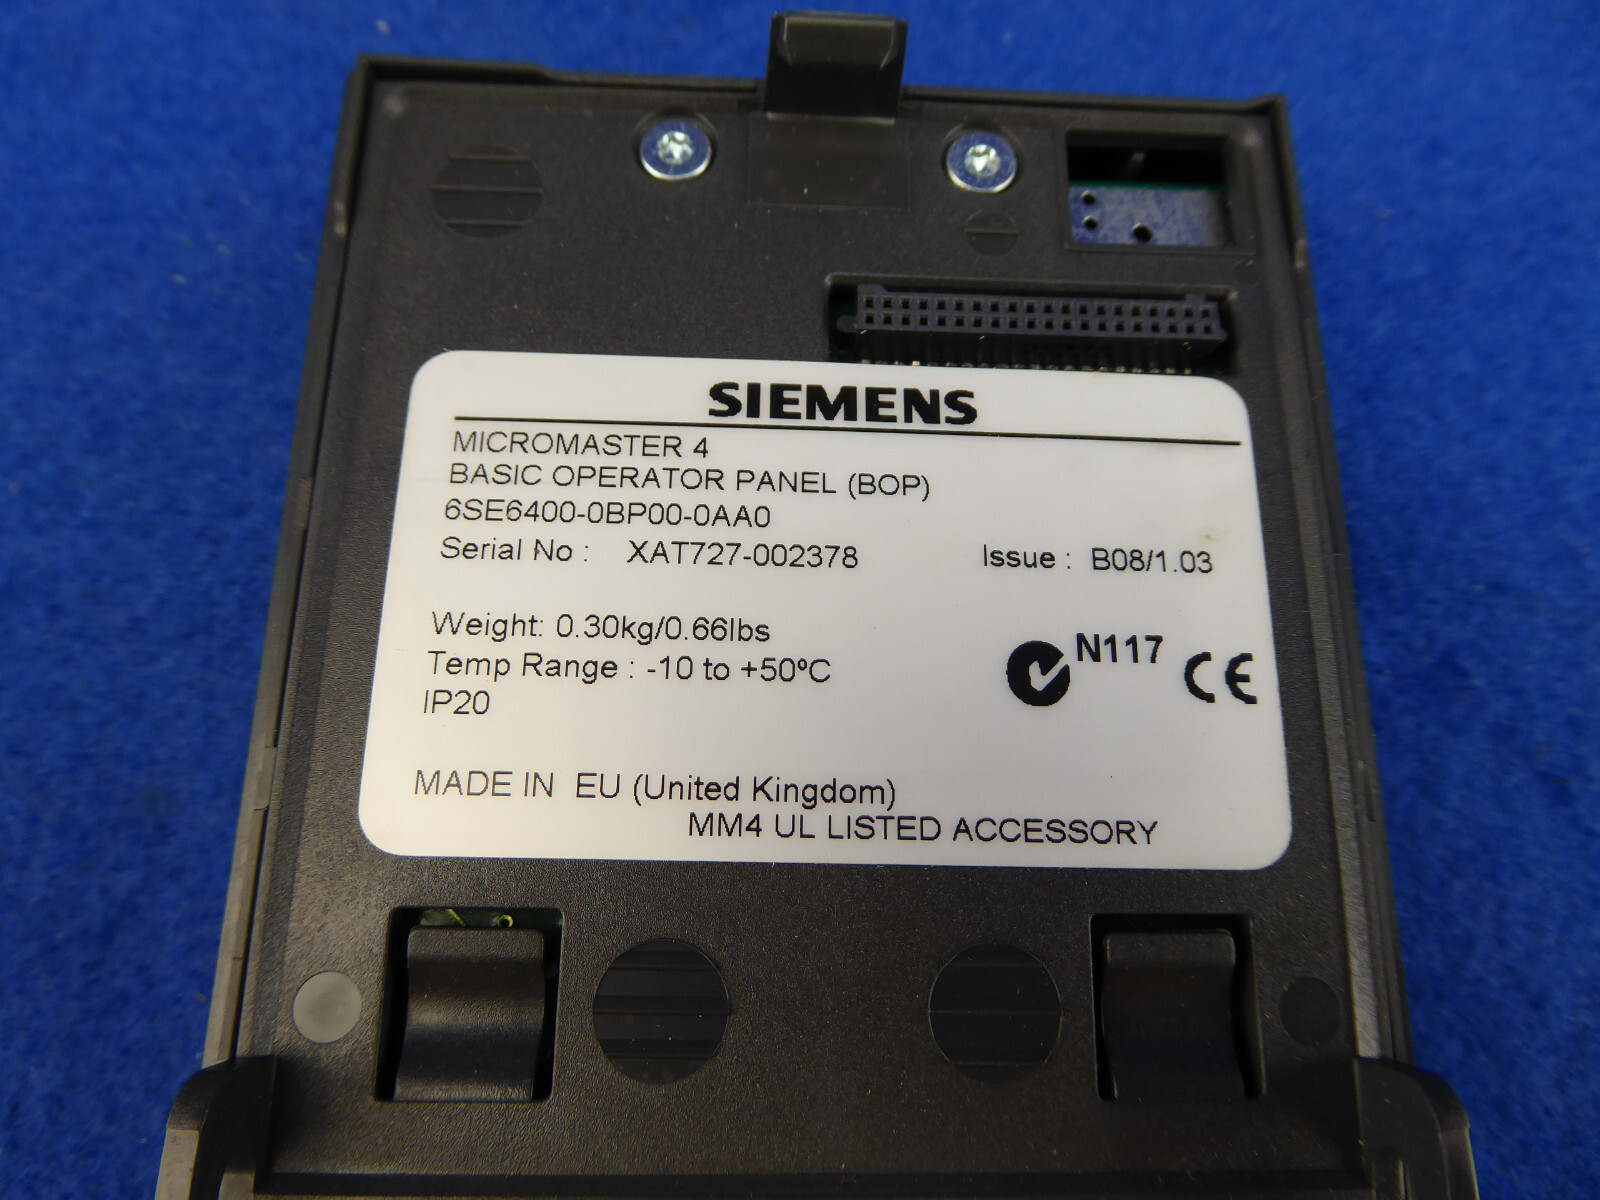 SIEMENS
MICROMASTER 4
BASIC OPERATOR PANEL (BOP)
6SE6400-0BP00-0AA0
Serial No : XAT727-002378 Issue : B08/1.03
Weight: 0.30kg/0.66lbs
N117
Temp Range : -10 to +50ºC
CE
IP20
MADE IN EU (United Kingdom)
MM4 UL LISTED ACCESSORY